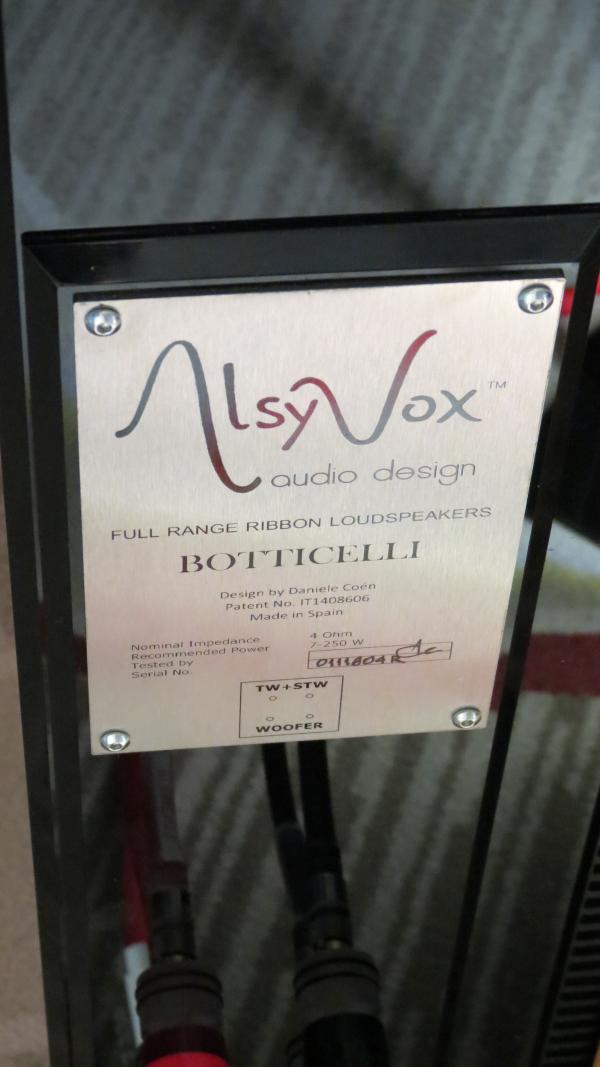 AlsyVox™
audio design
FULL RANGE RIBBON LOUDSPEAKERS
BOTTICELLI
Design by Daniele Coén
Patent No. IT1408606
Made in Spain
Nominal Impedance 4 Ohm
Recommended Power 7-250 W
Tested by
Serial No. 0111804R
TW+STW
WOOFER